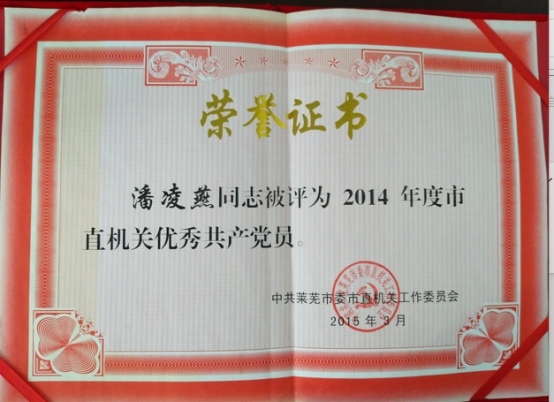 荣誉证书
潘凌燕同志被评为 2014 年度市
直机关优秀共产党员。
中共莱芜市委市直机关工作委员会
2015 年 3 月